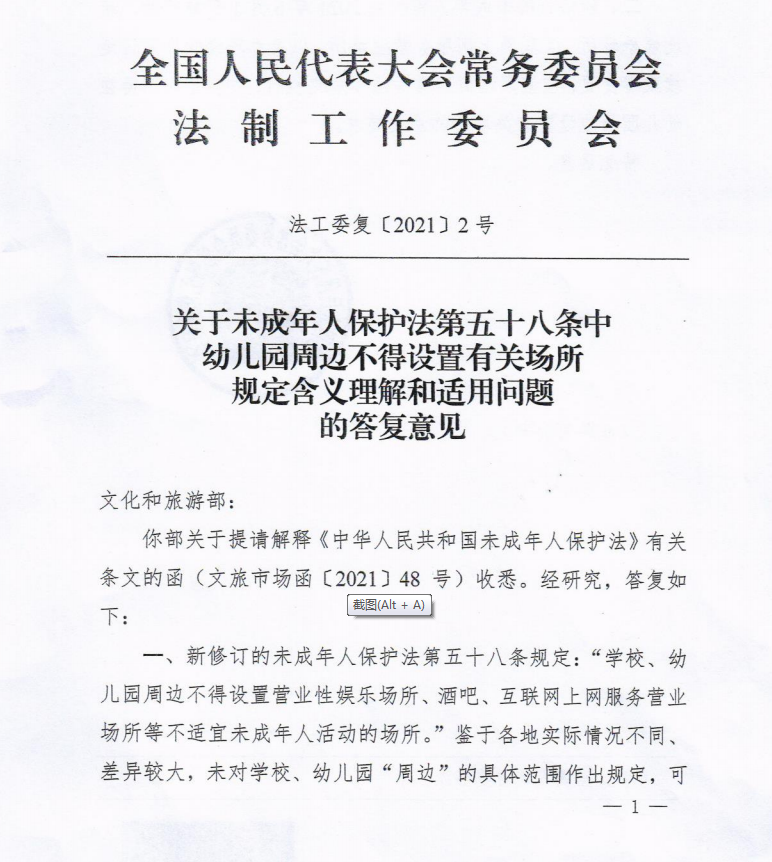 全国人民代表大会常务委员会
法制工作委员会
法工委复〔2021〕2号
关于未成年人保护法第五十八条中
幼儿园周边不得设置有关场所
规定含义理解和适用问题
的答复意见
文化和旅游部：
你部关于提请解释《中华人民共和国未成年人保护法》有关
条文的函（文旅市场函〔2021〕48 号）收悉。经研究，答复如
下：
截图(Alt + A)
一、新修订的未成年人保护法第五十八条规定：“学校、幼
儿园周边不得设置营业性娱乐场所、酒吧、互联网上网服务营业
场所等不适宜未成年人活动的场所。”鉴于各地实际情况不同、
差异较大，未对学校、幼儿园“周边”的具体范围作出规定，可
— 1 —